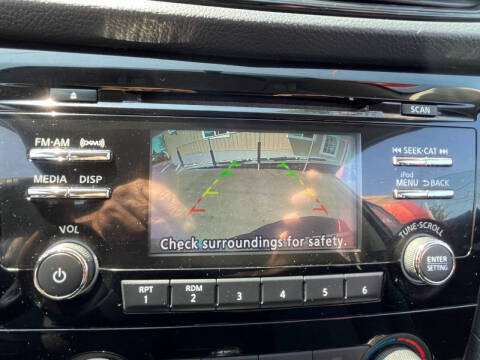 SCAN
FM·AM (((XM)))
SEEK·CAT
MEDIA DISP
iPod
MENU BACK
Check surroundings for safety.
VOL
TUNE·SCROLL
ENTER
SETTING
RPT
1
RDM
2
3
4
5
6